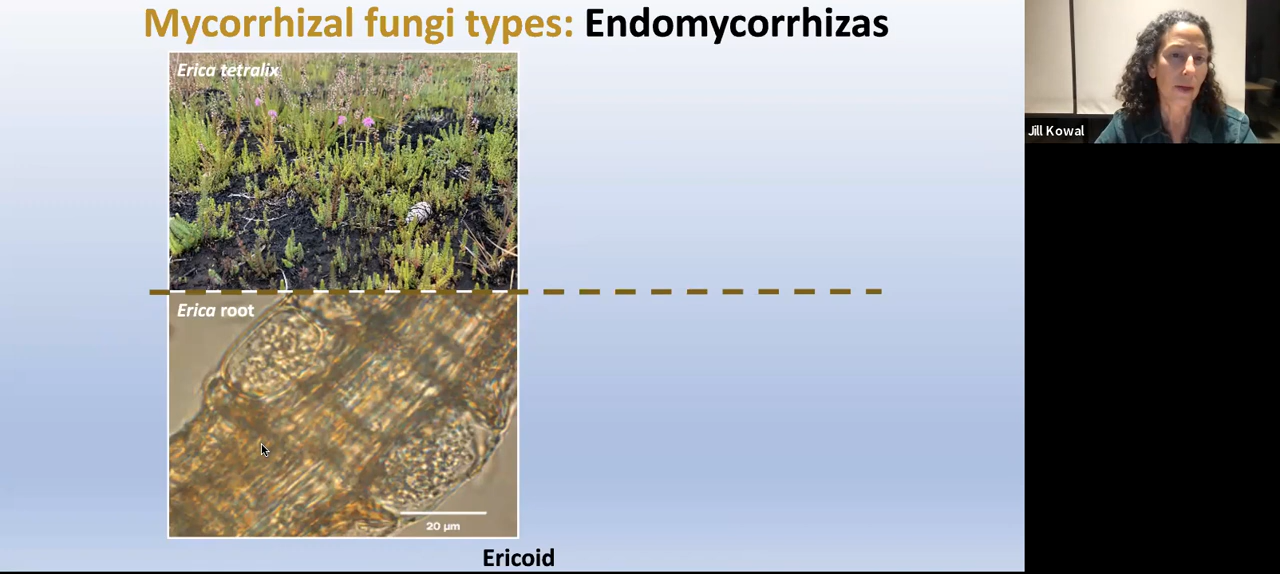 Mycorrhizal fungi types: Endomycorrhizas
Erica tetralix
Jill Kowal
Erica root
20 µm
Ericoid